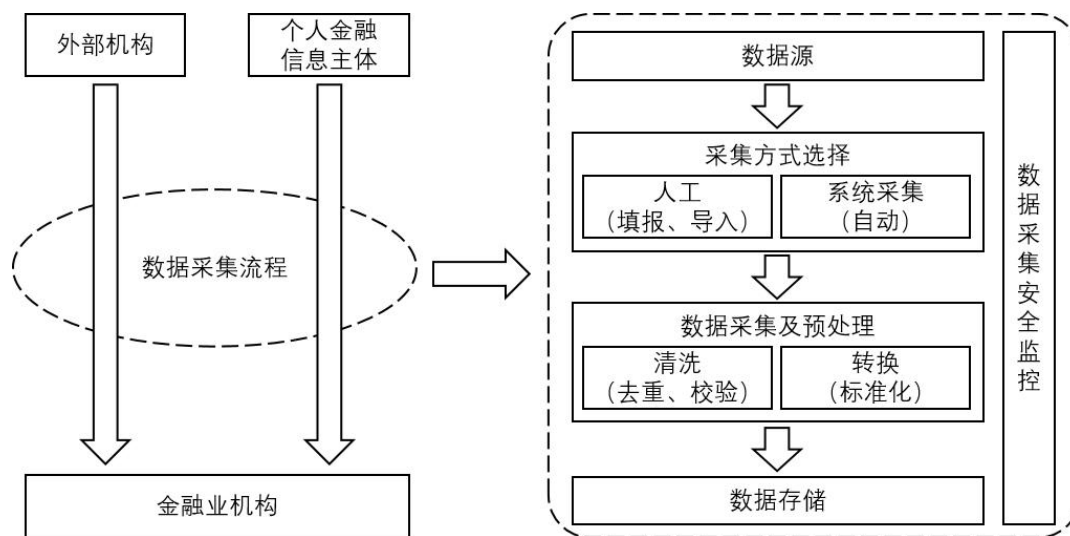 外部机构
个人金融
信息主体
数据采集流程
金融业机构
数据源
采集方式选择
人工
（填报、导入）
系统采集
（自动）
数据采集及预处理
清洗
（去重、校验）
转换
（标准化）
数据存储
数据采集安全监控